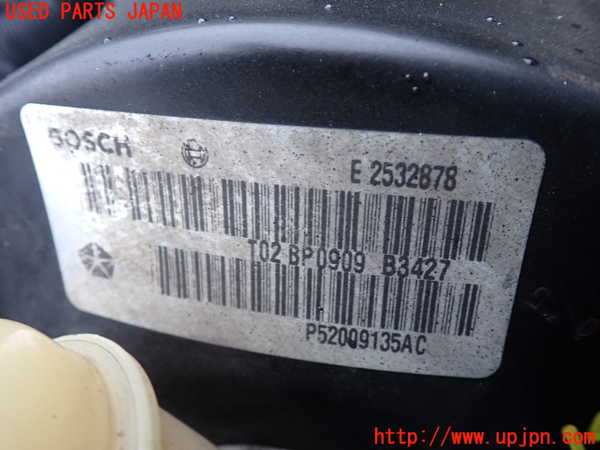 USED PARTS JAPAN
BOSCH
E 2532878
T02 BP0909 B3427
P52009135AC
http://www.upjpn.com/